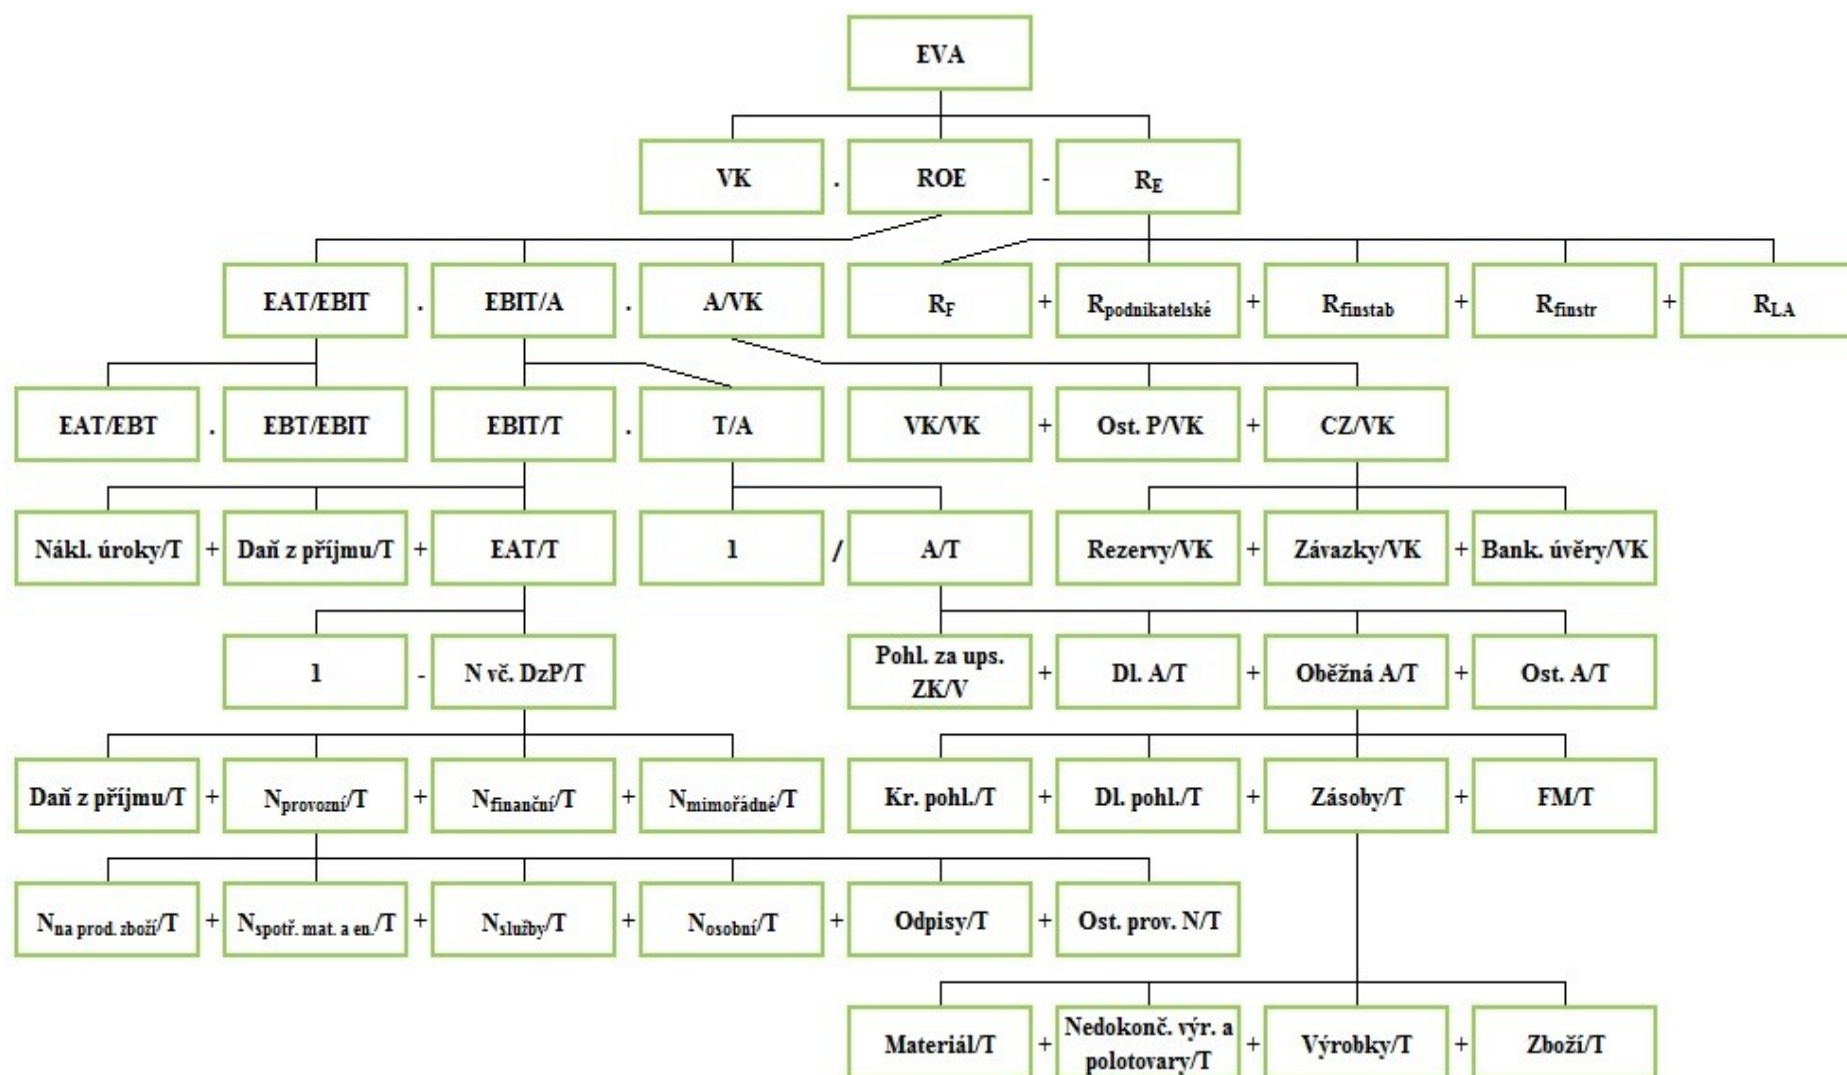 EVA
VK . ROE - RE
EAT/EBIT . EBIT/A . A/VK RF + Rpodnikatelské + Rfinstab + Rfinstr + RLA
EAT/EBT . EBT/EBIT EBIT/T . T/A VK/VK + Ost. P/VK + CZ/VK
Nákl. úroky/T + Daň z příjmu/T + EAT/T 1 / A/T Rezervy/VK + Závazky/VK + Bank. úvěry/VK
1 - N vč. DzP/T Pohl. za ups. ZK/V + Dl. A/T + Oběžná A/T + Ost. A/T
Daň z příjmu/T + Nprovozní/T + Nfinanční/T + Nmimořádné/T Kr. pohl./T + Dl. pohl./T + Zásoby/T + FM/T
Nna prod. zboží/T + Nspotř. mat. a en./T + Nslužby/T + Nosobní/T + Odpisy/T + Ost. prov. N/T
Materiál/T + Nedokonč. výr. a polotovary/T + Výrobky/T + Zboží/T